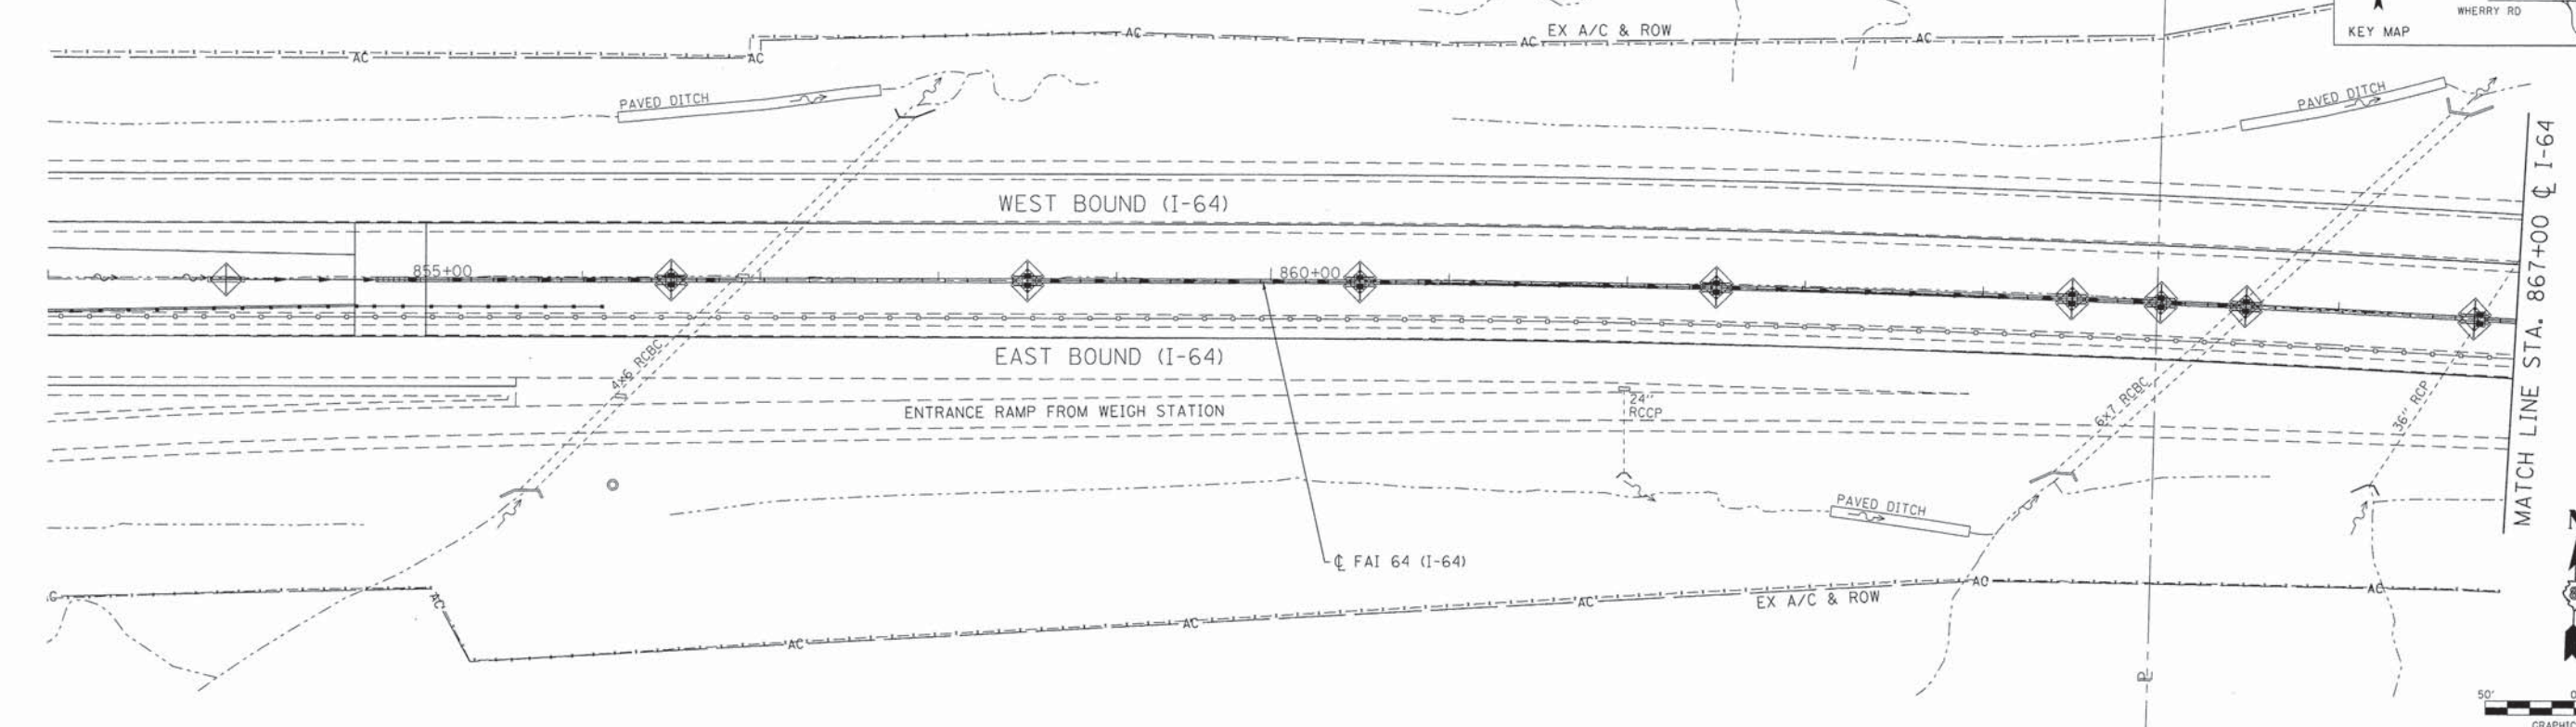 WHERRY RD
KEY MAP
AC
EX A/C & ROW
AC
AC
AC
AC
PAVED DITCH
PAVED DITCH
WEST BOUND (I-64)
855+00
860+00
MATCH LINE STA. 867+00 ℄ I-64
4x6 RCBC
EAST BOUND (I-64)
6x7 RCBC
36" RCP
24"
RCCP
ENTRANCE RAMP FROM WEIGH STATION
PAVED DITCH
℄ FAI 64 (I-64)
AC
AC
AC
AC
AC
AC
EX A/C & ROW
50'